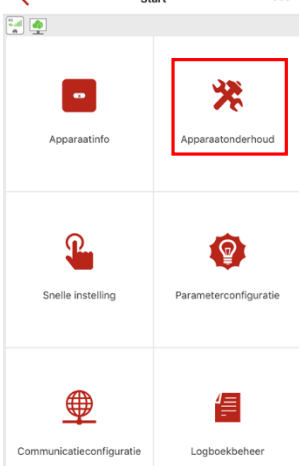 Start
Apparaatinfo
Apparaatonderhoud
Snelle instelling
Parameterconfiguratie
Communicatieconfiguratie
Logboekbeheer